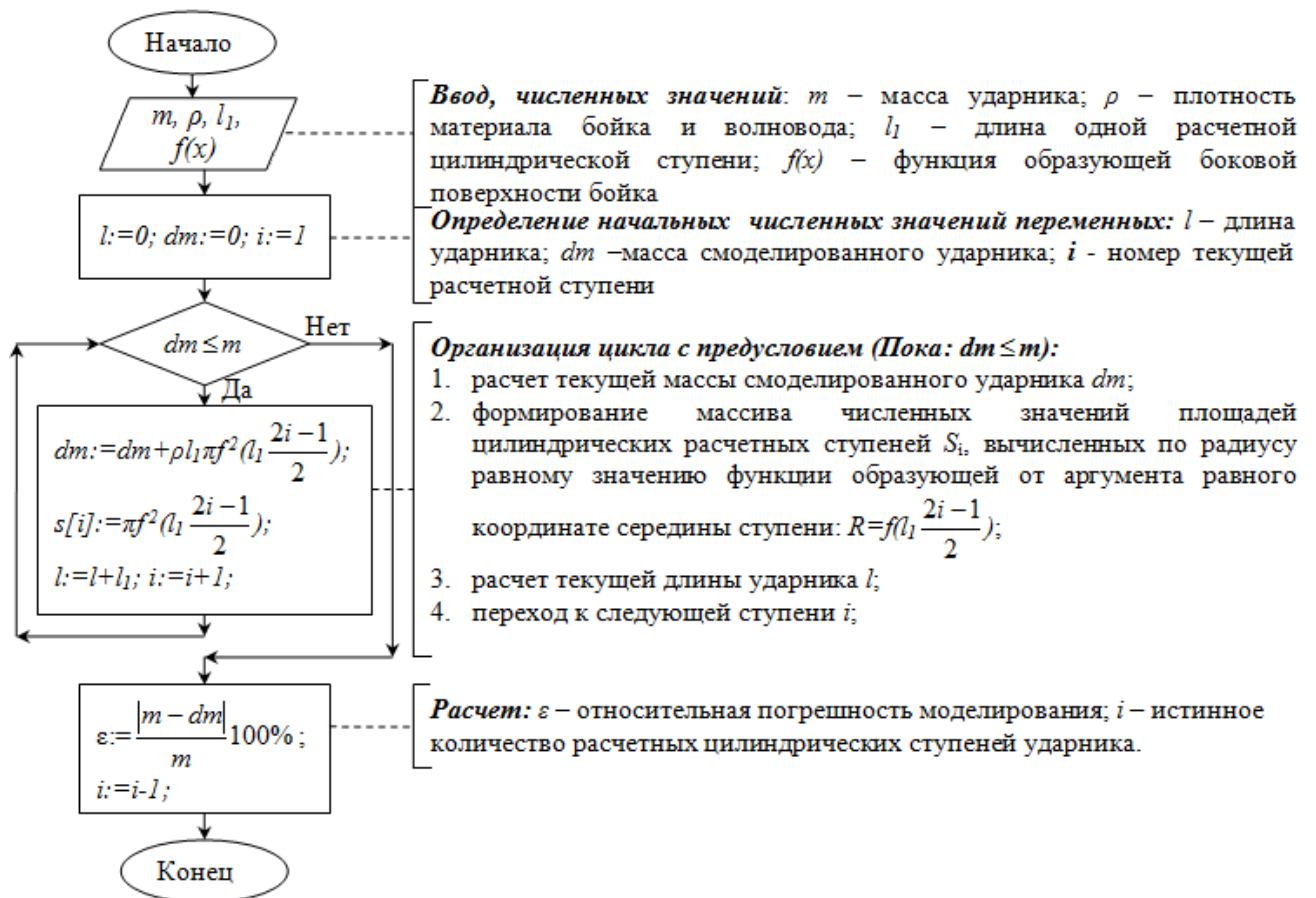 Начало
m, ρ, l₁,
f(x)
Ввод, численных значений: m – масса ударника; ρ – плотность
материала бойка и волновода; l₁ – длина одной расчетной
цилиндрической ступени; f(x) – функция образующей боковой
поверхности бойка
l:=0; dm:=0; i:=1
Определение начальных численных значений переменных: l – длина
ударника; dm –масса смоделированного ударника; i - номер текущей
расчетной ступени
dm≤m
Нет
Да
Организация цикла с предусловием (Пока: dm≤m):
1. расчет текущей массы смоделированного ударника dm;
2. формирование массива численных значений площадей
цилиндрических расчетных ступеней Sᵢ, вычисленных по радиусу
равному значению функции образующей от аргумента равного
координате середины ступени: R=f(l₁ (2i−1)/2);
3. расчет текущей длины ударника l;
4. переход к следующей ступени i;
dm:=dm+ρl₁πf²(l₁ (2i−1)/2);
s[i]:=πf²(l₁ (2i−1)/2);
l:=l+l₁; i:=i+1;
ε:= |m−dm|/m 100% ;
i:=i-1;
Расчет: ε – относительная погрешность моделирования; i – истинное
количество расчетных цилиндрических ступеней ударника.
Конец